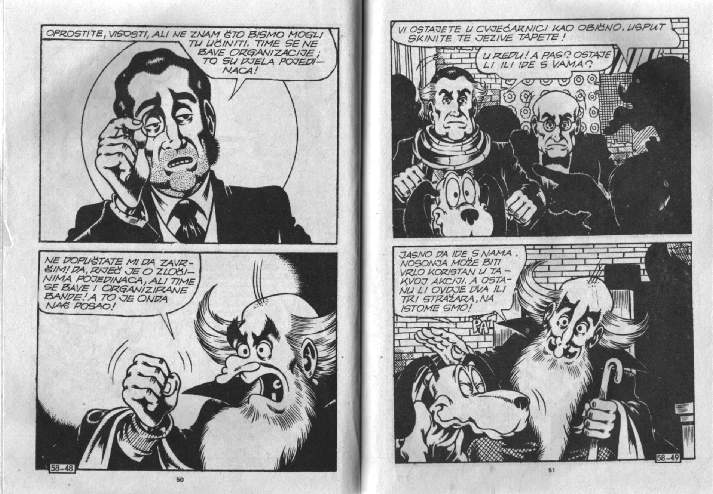 OPROSTITE, VISOSTI, ALI NE ZNAM ŠTO BISMO MOGLI
TU UČINITI. TIME SE NE
BAVE ORGANIZACIJE;
TO SU DJELA POJEDI-
NACA!
NE DOPUŠTATE MI DA ZAVR-
ŠIM! DA, RIJEČ JE O ZLOČI-
NIMA POJEDINACA, ALI TIME
SE BAVE I ORGANIZIRANE
BANDE! A TO JE ONDA
NAŠ POSAO!
58-48
50
VI OSTAJETE U CVJEĆARNICI KAO OBIČNO. USPUT
SKINITE TE JEZIVE TAPETE!
U REDU! A PAS? OSTAJE
LI ILI IDE S VAMA?
JASNO DA IDE S NAMA.
NOSONJA MOŽE BITI
VRLO KORISTAN U TA-
KVOJ AKCIJI. A OSTA-
NU LI OVDJE DVA ILI
TRI STRAŽARA, NA
ISTOME SMO!
PA
58-49
51